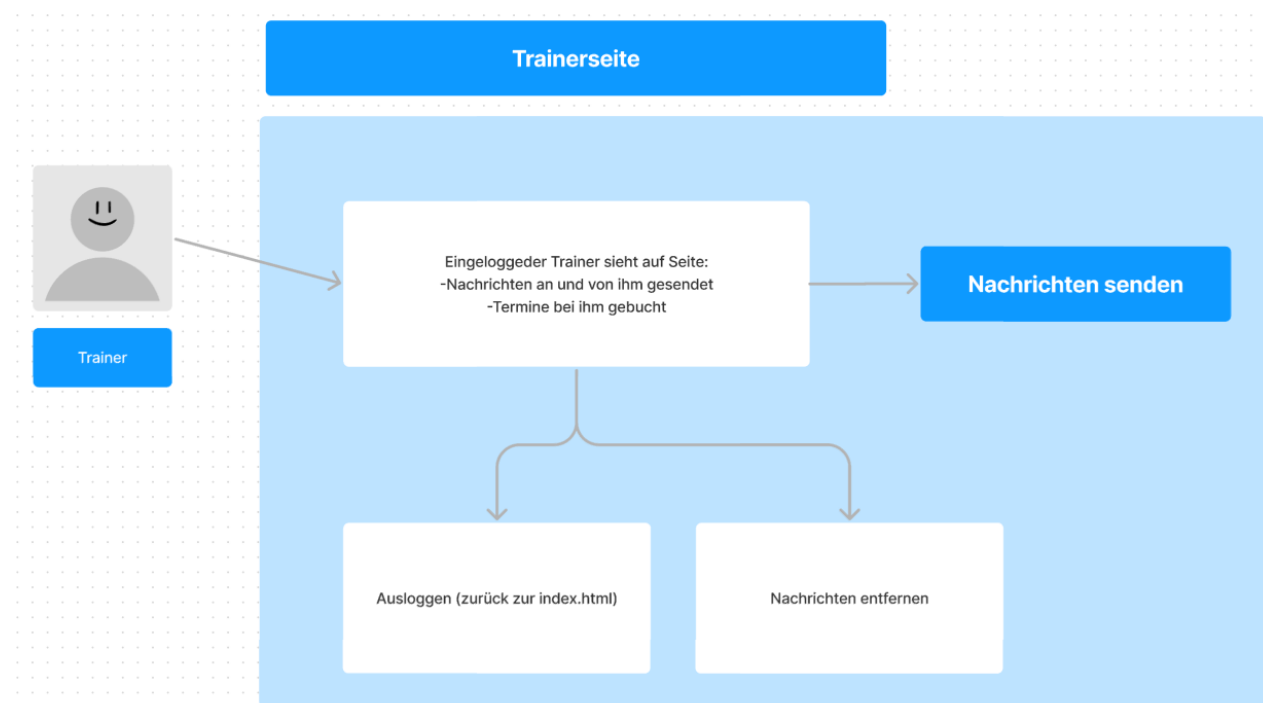 Trainerseite
Trainer
Eingeloggeder Trainer sieht auf Seite:
-Nachrichten an und von ihm gesendet
-Termine bei ihm gebucht
Nachrichten senden
Ausloggen (zurück zur index.html)
Nachrichten entfernen